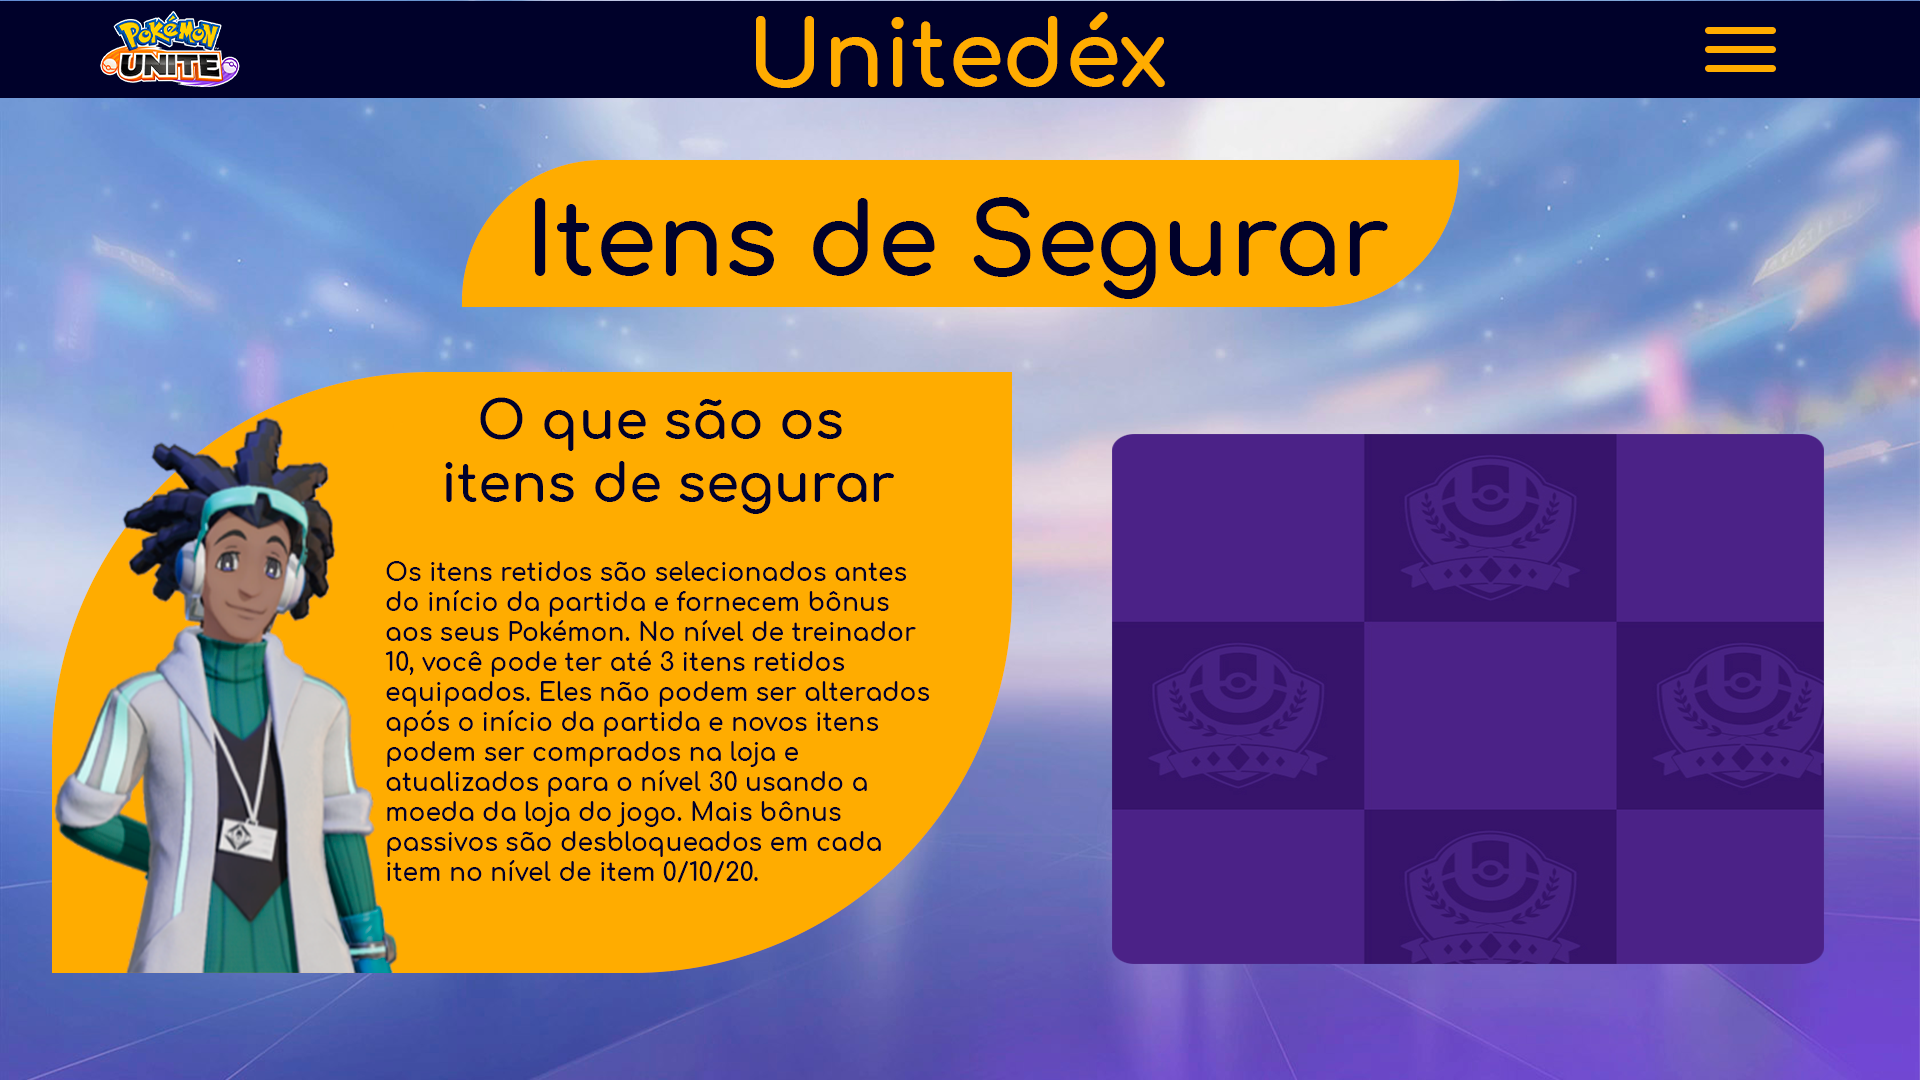 Pokémon
UNITE
Unitedéx
Itens de Segurar
O que são os
itens de segurar
Os itens retidos são selecionados antes
do início da partida e fornecem bônus
aos seus Pokémon. No nível de treinador
10, você pode ter até 3 itens retidos
equipados. Eles não podem ser alterados
após o início da partida e novos itens
podem ser comprados na loja e
atualizados para o nível 30 usando a
moeda da loja do jogo. Mais bônus
passivos são desbloqueados em cada
item no nível de item 0/10/20.